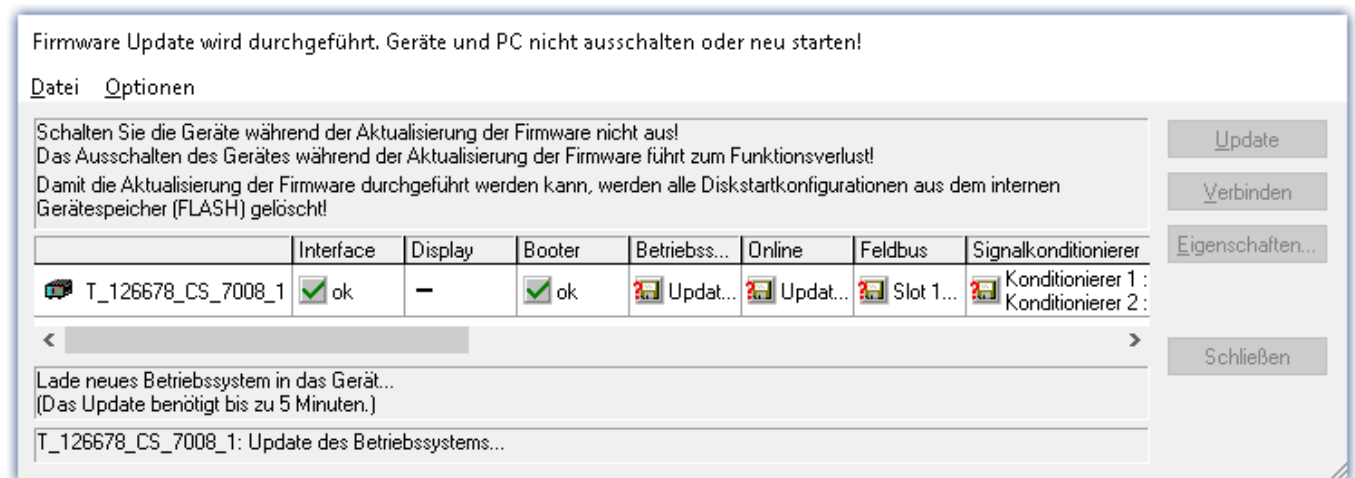 Firmware Update wird durchgeführt. Geräte und PC nicht ausschalten oder neu starten!
Datei Optionen
Schalten Sie die Geräte während der Aktualisierung der Firmware nicht aus!
Das Ausschalten des Gerätes während der Aktualisierung der Firmware führt zum Funktionsverlust!
Damit die Aktualisierung der Firmware durchgeführt werden kann, werden alle Diskstartkonfigurationen aus dem internen
Gerätespeicher (FLASH) gelöscht!
Update
Verbinden
Eigenschaften...
Interface Display Booter Betriebss... Online Feldbus Signalkonditionierer
T_126678_CS_7008_1 ok – ok Updat... Updat... Slot 1... Konditionierer 1 :
Konditionierer 2 :
Schließen
Lade neues Betriebssystem in das Gerät...
(Das Update benötigt bis zu 5 Minuten.)
T_126678_CS_7008_1: Update des Betriebssystems...